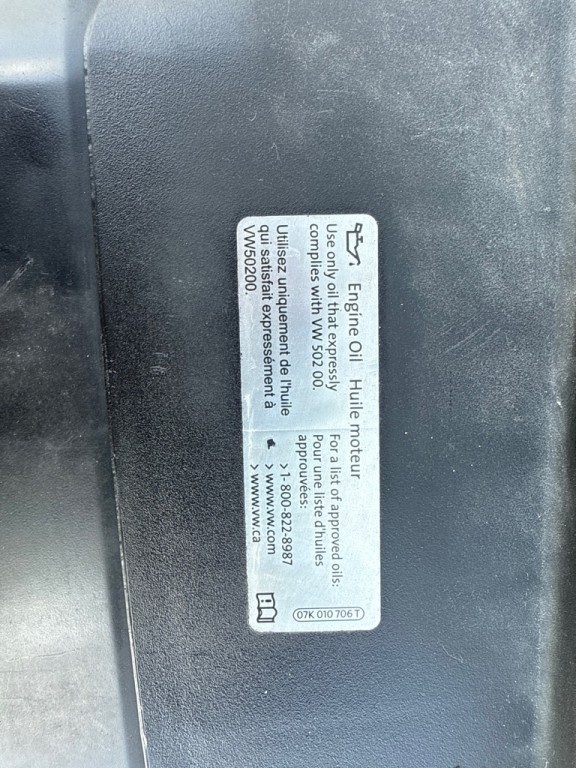 Engine Oil Huile moteur
Use only oil that expressly
complies with VW 502 00.
Utilisez uniquement de l'huile
qui satisfait expressément à
VW50200.
For a list of approved oils:
Pour une liste d'huiles
approuvées:
> 1-800-822-8987
> www.vw.com
> www.vw.ca
07K 010 706 T